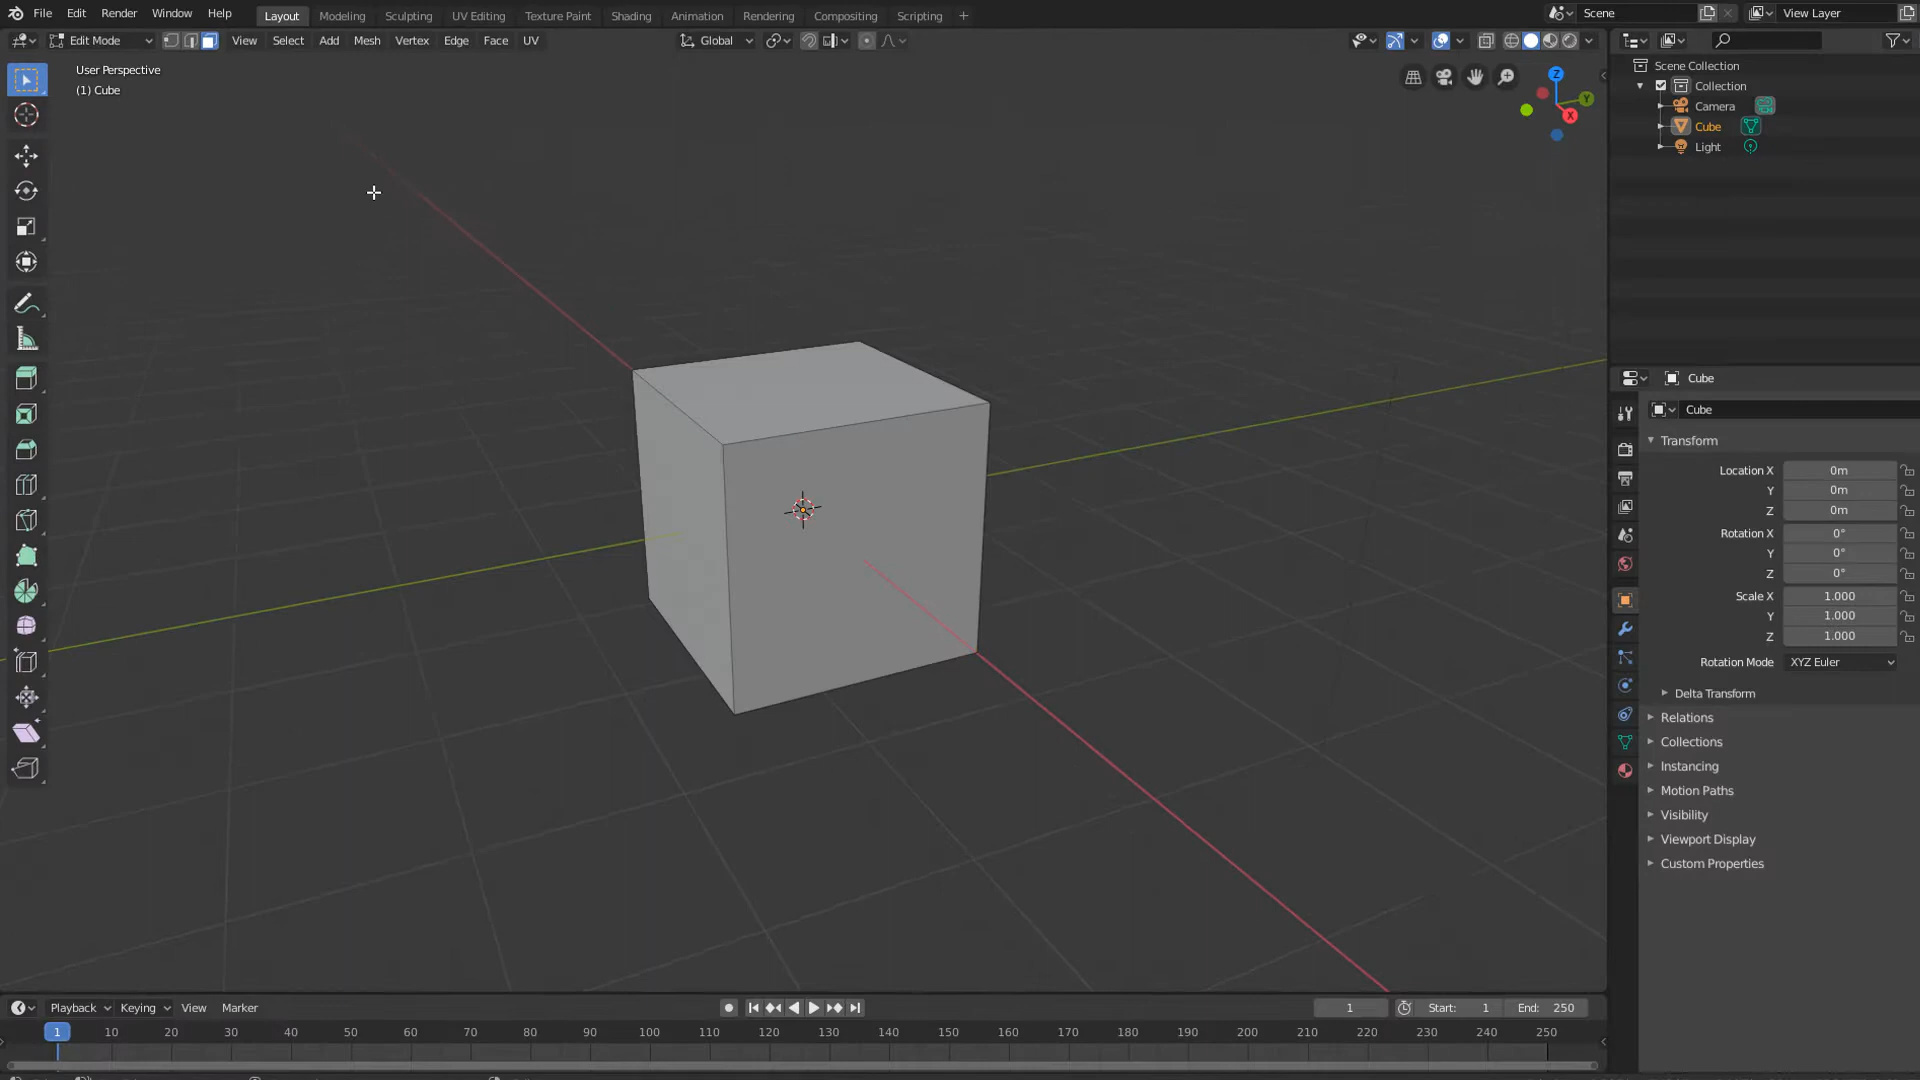 File Edit Render Window Help Layout Modeling Sculpting UV Editing Texture Paint Shading Animation Rendering Compositing Scripting + Scene View Layer
Edit Mode View Select Add Mesh Vertex Edge Face UV Global
User Perspective
(1) Cube
Z
Y
X
Scene Collection
Collection
Camera
Cube
Light
Cube
Cube
Transform
Location X 0m
Y 0m
Z 0m
Rotation X 0°
Y 0°
Z 0°
Scale X 1.000
Y 1.000
Z 1.000
Rotation Mode XYZ Euler
Delta Transform
Relations
Collections
Instancing
Motion Paths
Visibility
Viewport Display
Custom Properties
Playback Keying View Marker 1 Start: 1 End: 250
1 10 20 30 40 50 60 70 80 90 100 110 120 130 140 150 160 170 180 190 200 210 220 230 240 250